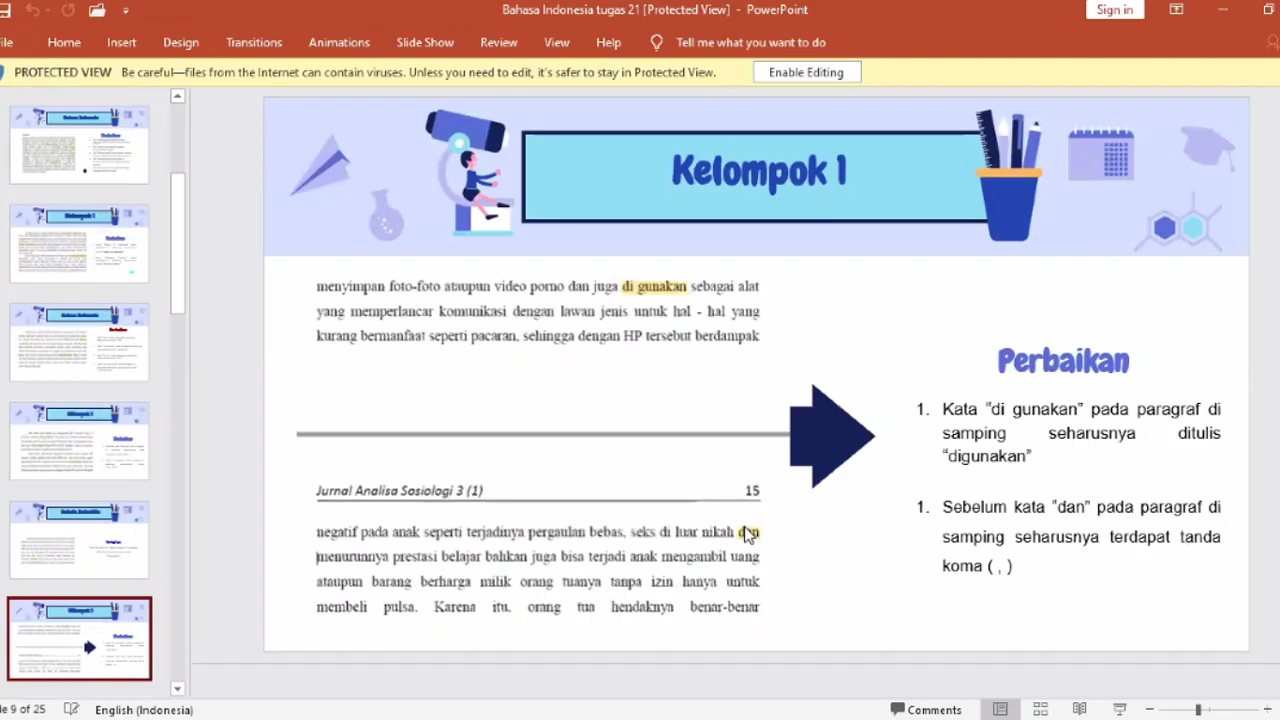 Bahasa Indonesia tugas 21 [Protected View] - PowerPoint
Sign in
Home Insert Design Transitions Animations Slide Show Review View Help Tell me what you want to do
PROTECTED VIEW Be careful—files from the Internet can contain viruses. Unless you need to edit, it's safer to stay in Protected View. Enable Editing
Kelompok 1
menyimpan foto-foto ataupun video porno dan juga di gunakan sebagai alat
yang memperlancar komunikasi dengan lawan jenis untuk hal - hal yang
kurang bermanfaat seperti pacaran, sehingga dengan HP tersebut berdampak
Jurnal Analisa Sosiologi 3 (1) 15
negatif pada anak seperti terjadinya pergaulan bebas, seks di luar nikah dan
menurunnya prestasi belajar bahkan juga bisa terjadi anak mengambil uang
ataupun barang berharga milik orang tuanya tanpa izin hanya untuk
membeli pulsa. Karena itu, orang tua hendaknya benar-benar
Perbaikan
1. Kata “di gunakan” pada paragraf di
samping seharusnya ditulis
“digunakan”
1. Sebelum kata “dan” pada paragraf di
samping seharusnya terdapat tanda
koma ( , )
9 of 25 English (Indonesia) Comments